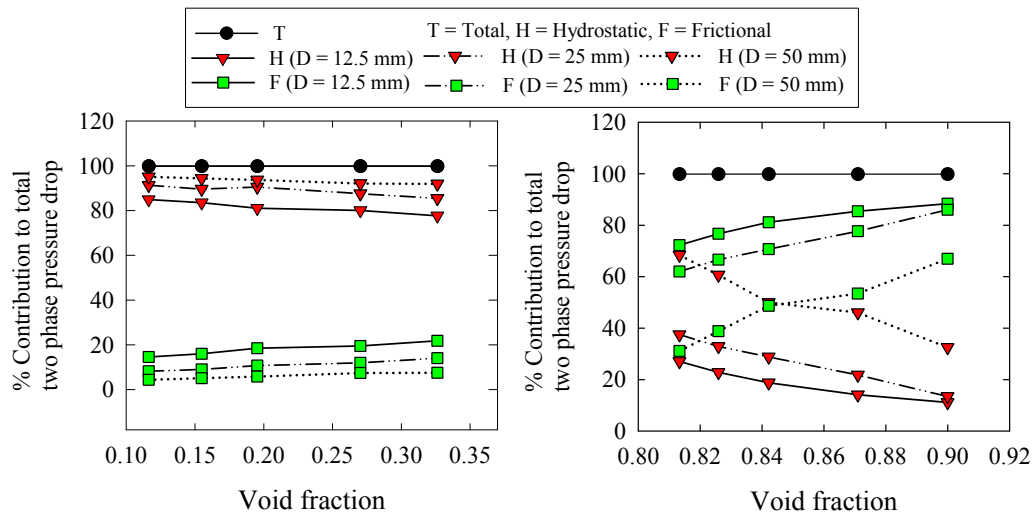 T T = Total, H = Hydrostatic, F = Frictional
H (D = 12.5 mm) H (D = 25 mm) H (D = 50 mm)
F (D = 12.5 mm) F (D = 25 mm) F (D = 50 mm)
% Contribution to total
two phase pressure drop
120
100
80
60
40
20
0
0.10 0.15 0.20 0.25 0.30 0.35
Void fraction
% Contribution to total
two phase pressure drop
120
100
80
60
40
20
0
0.80 0.82 0.84 0.86 0.88 0.90 0.92
Void fraction